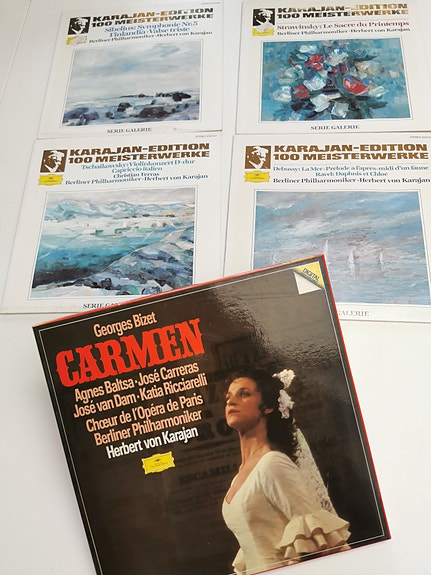 KARAJAN-EDITION
100 MEISTERWERKE
Sibelius: Symphonie Nr.5
Finlandia · Valse triste
Berliner Philharmoniker · Herbert von Karajan
SERIE GALERIE
KARAJAN-EDITION
100 MEISTERWERKE
Strawinsky: Le Sacre du Printemps
Berliner Philharmoniker · Herbert von Karajan
SERIE GALERIE
KARAJAN-EDITION
100 MEISTERWERKE
Tschaikowsky: Violinkonzert D-dur
Capriccio italien
Christian Ferras
Berliner Philharmoniker · Herbert von Karajan
SERIE
KARAJAN-EDITION
100 MEISTERWERKE
Debussy: La Mer · Prélude à l'après-midi d'un faune
Ravel: Daphnis et Chloé
Berliner Philharmoniker · Herbert von Karajan
SERIE GALERIE
DIGITAL
Georges Bizet
CARMEN
Agnes Baltsa · José Carreras
José van Dam · Katia Ricciarelli
Chœur de l'Opéra de Paris
Berliner Philharmoniker
Herbert von Karajan